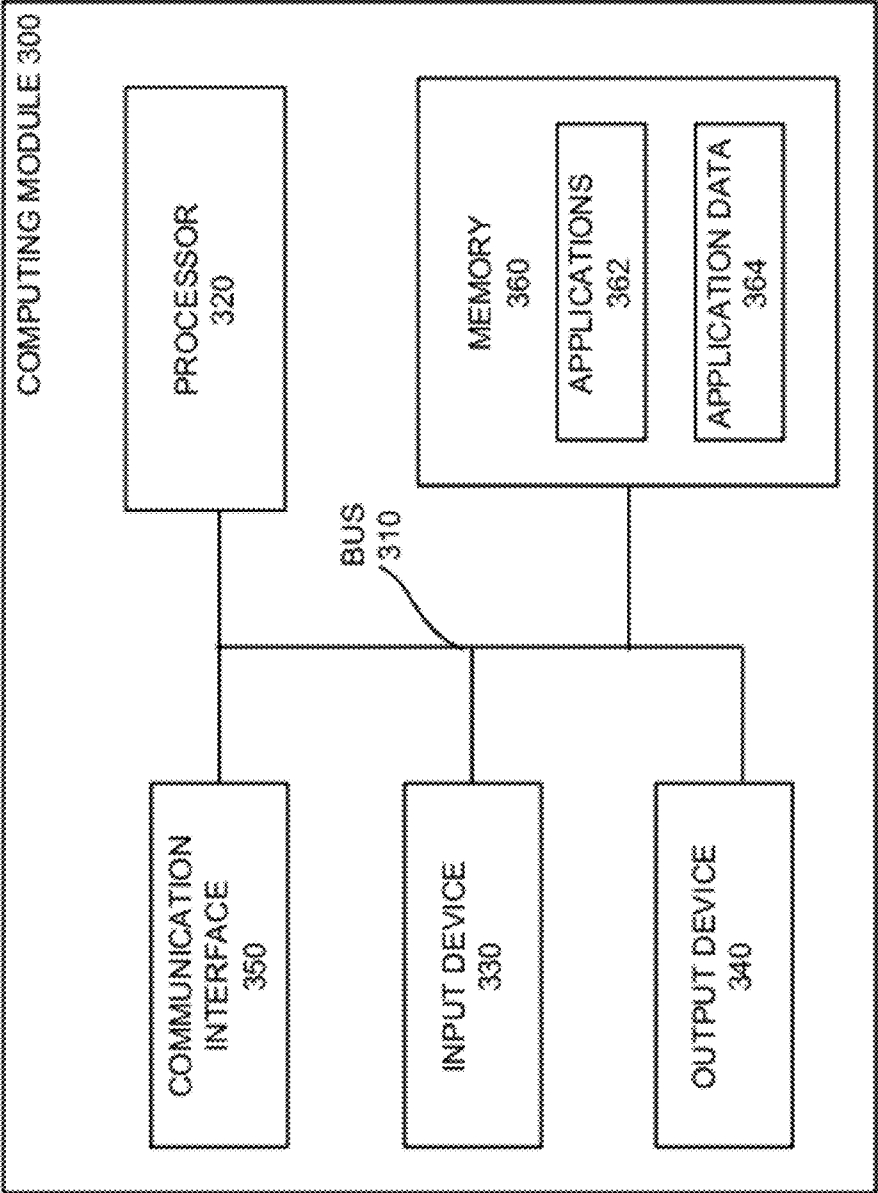 COMPUTING MODULE 300
COMMUNICATION
INTERFACE
350
PROCESSOR
320
BUS
310
INPUT DEVICE
330
MEMORY
360
APPLICATIONS
362
OUTPUT DEVICE
340
APPLICATION DATA
364